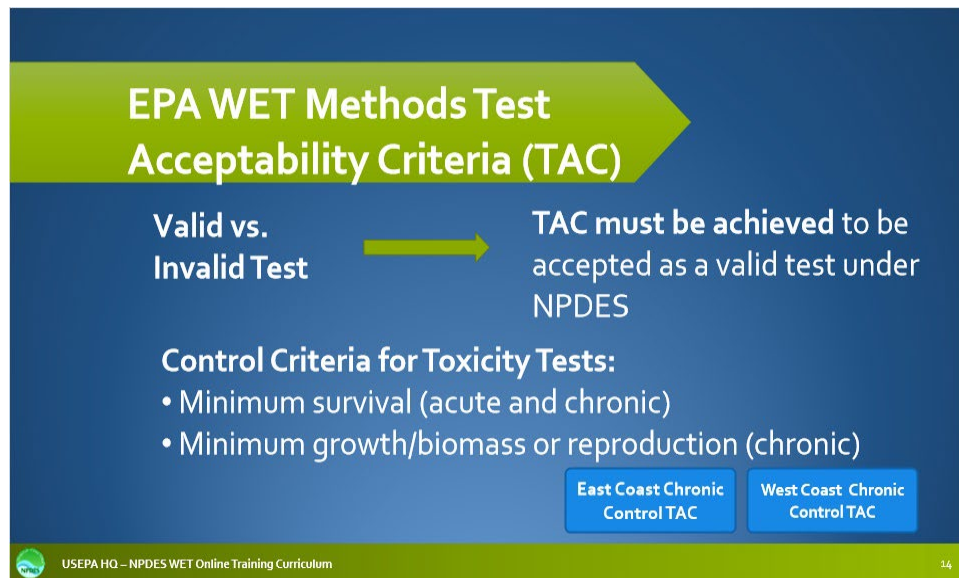 EPA WET Methods Test
Acceptability Criteria (TAC)
Valid vs.
Invalid Test
TAC must be achieved to be
accepted as a valid test under
NPDES
Control Criteria for Toxicity Tests:
• Minimum survival (acute and chronic)
• Minimum growth/biomass or reproduction (chronic)
East Coast Chronic
Control TAC
West Coast Chronic
Control TAC
NPDES
USEPA HQ – NPDES WET Online Training Curriculum
14